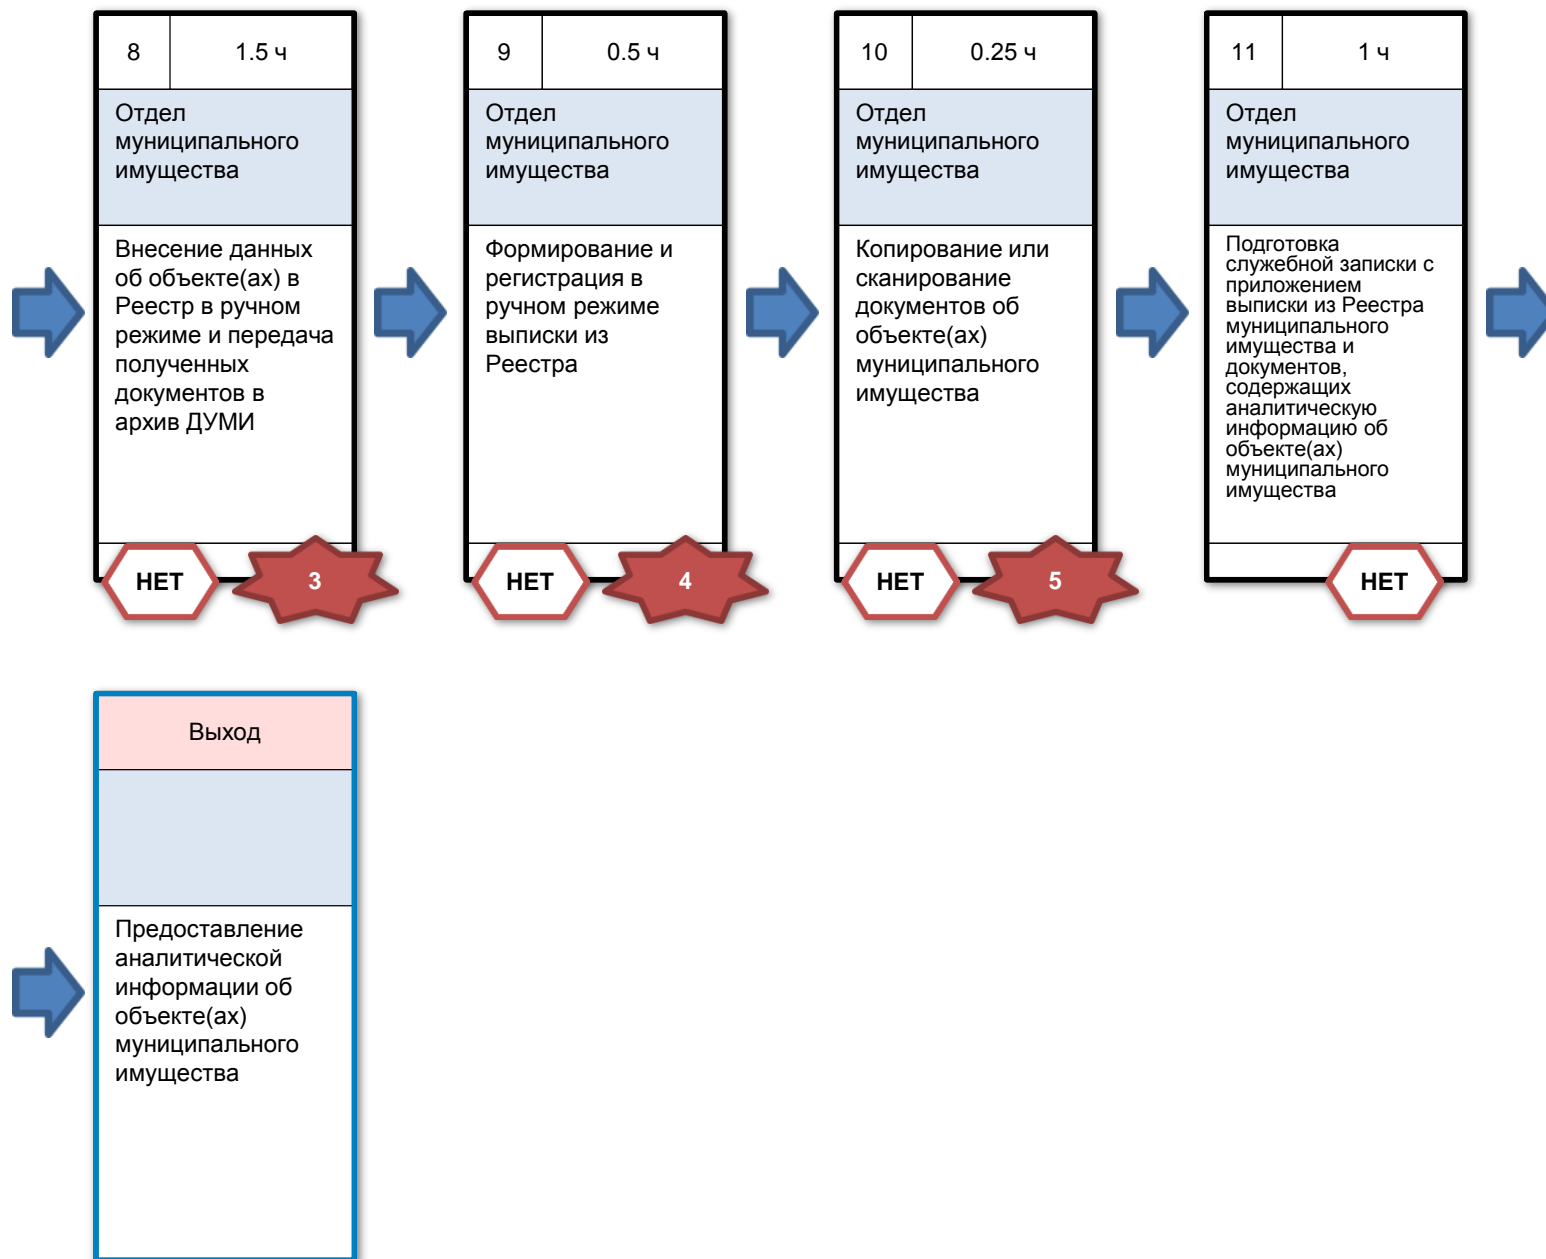 8
1.5 ч
Отдел
муниципального
имущества
Внесение данных
об объекте(ах) в
Реестр в ручном
режиме и передача
полученных
документов в
архив ДУМИ
НЕТ
3
9
0.5 ч
Отдел
муниципального
имущества
Формирование и
регистрация в
ручном режиме
выписки из
Реестра
НЕТ
4
10
0.25 ч
Отдел
муниципального
имущества
Копирование или
сканирование
документов об
объекте(ах)
муниципального
имущества
НЕТ
5
11
1 ч
Отдел
муниципального
имущества
Подготовка
служебной записки с
приложением
выписки из Реестра
муниципального
имущества и
документов,
содержащих
аналитическую
информацию об
объекте(ах)
муниципального
имущества
НЕТ
Выход
Предоставление
аналитической
информации об
объекте(ах)
муниципального
имущества